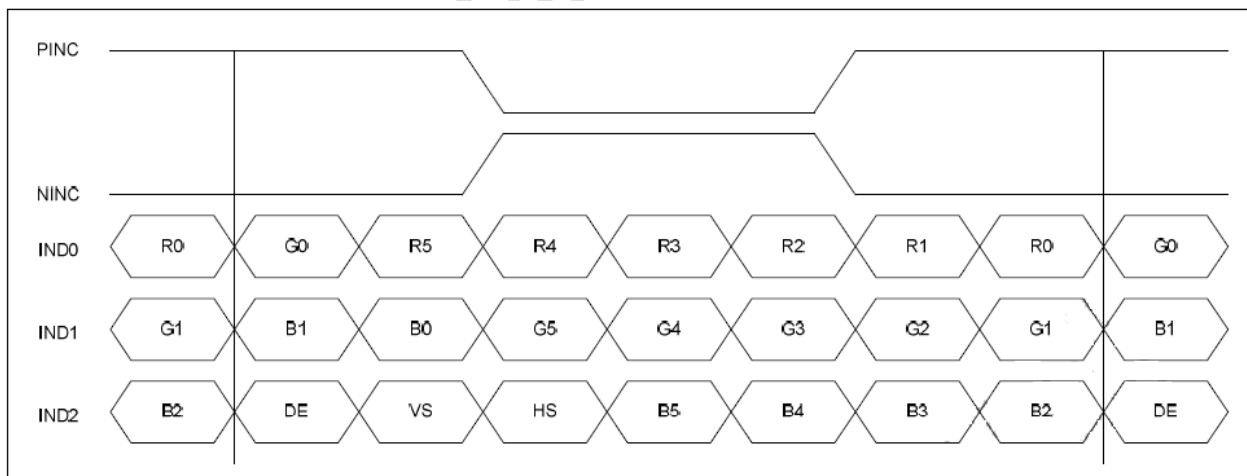 PINC
NINC
IND0 R0 G0 R5 R4 R3 R2 R1 R0 G0
IND1 G1 B1 B0 G5 G4 G3 G2 G1 B1
IND2 B2 DE VS HS B5 B4 B3 B2 DE